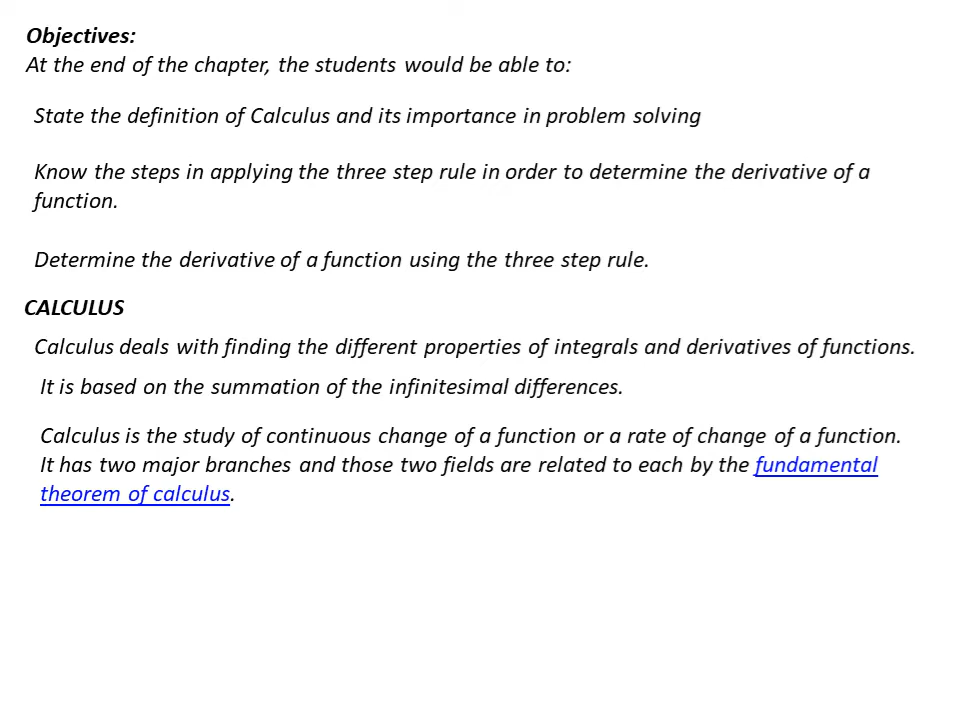 Objectives:
At the end of the chapter, the students would be able to:
State the definition of Calculus and its importance in problem solving
Know the steps in applying the three step rule in order to determine the derivative of a
function.
Determine the derivative of a function using the three step rule.
CALCULUS
Calculus deals with finding the different properties of integrals and derivatives of functions.
It is based on the summation of the infinitesimal differences.
Calculus is the study of continuous change of a function or a rate of change of a function.
It has two major branches and those two fields are related to each by the fundamental
theorem of calculus.